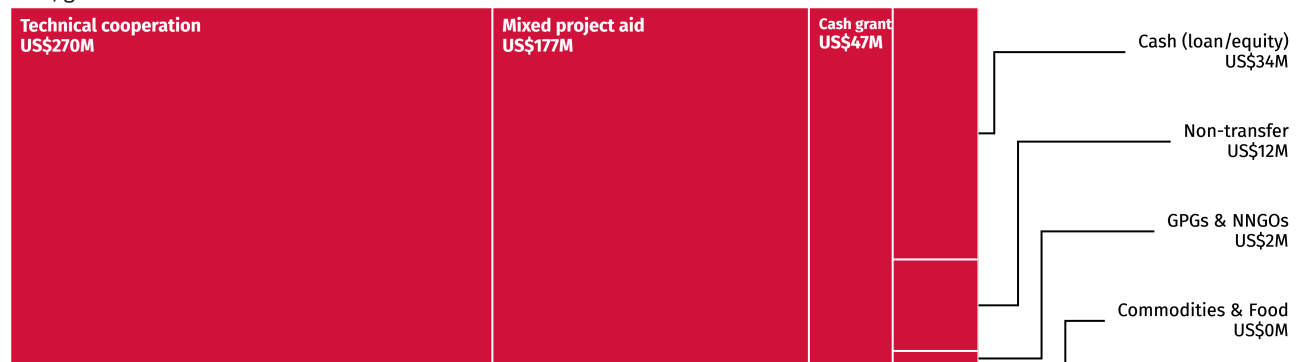 Technical cooperation
US$270M
Mixed project aid
US$177M
Cash grant
US$47M
Cash (loan/equity)
US$34M
Non-transfer
US$12M
GPGs & NNGOs
US$2M
Commodities & Food
US$0M